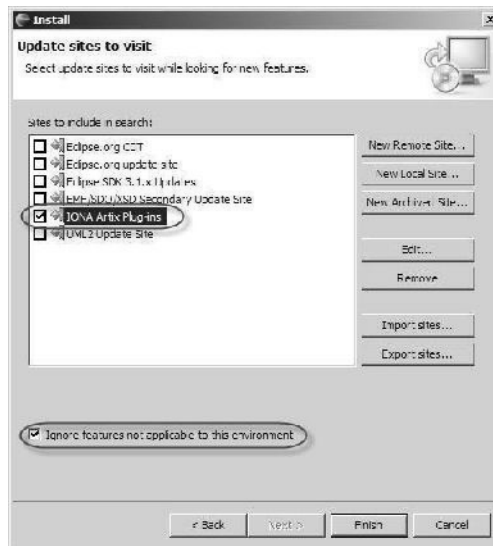 Install
Update sites to visit
Select update sites to visit while looking for new features.
Sites to include in search:
Eclipse.org CDT
Eclipse.org update site
Eclipse SDK 3.1.x Updates
EMF/SDO/XSD Secondary Update Site
IONA Artix Plug-ins
UML2 Update Site
New Remote Site...
New Local Site...
New Archived Site...
Edit...
Remove
Import sites...
Export sites...
Ignore features not applicable to this environment
< Back
Next >
Finish
Cancel